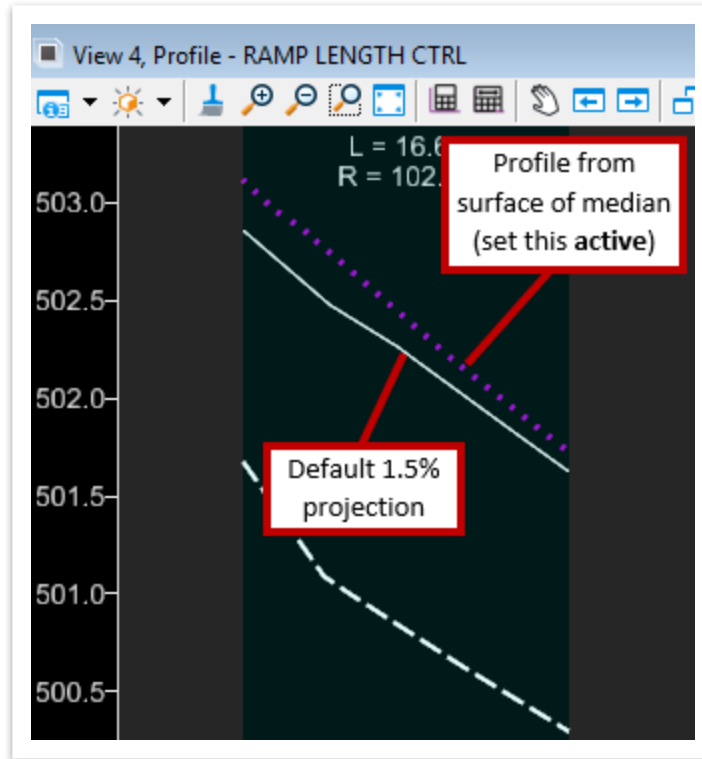 View 4, Profile - RAMP LENGTH CTRL
L = 16.6
R = 102.
Profile from
surface of median
(set this active)
503.0
502.5
502.0
Default 1.5%
projection
501.5
501.0
500.5